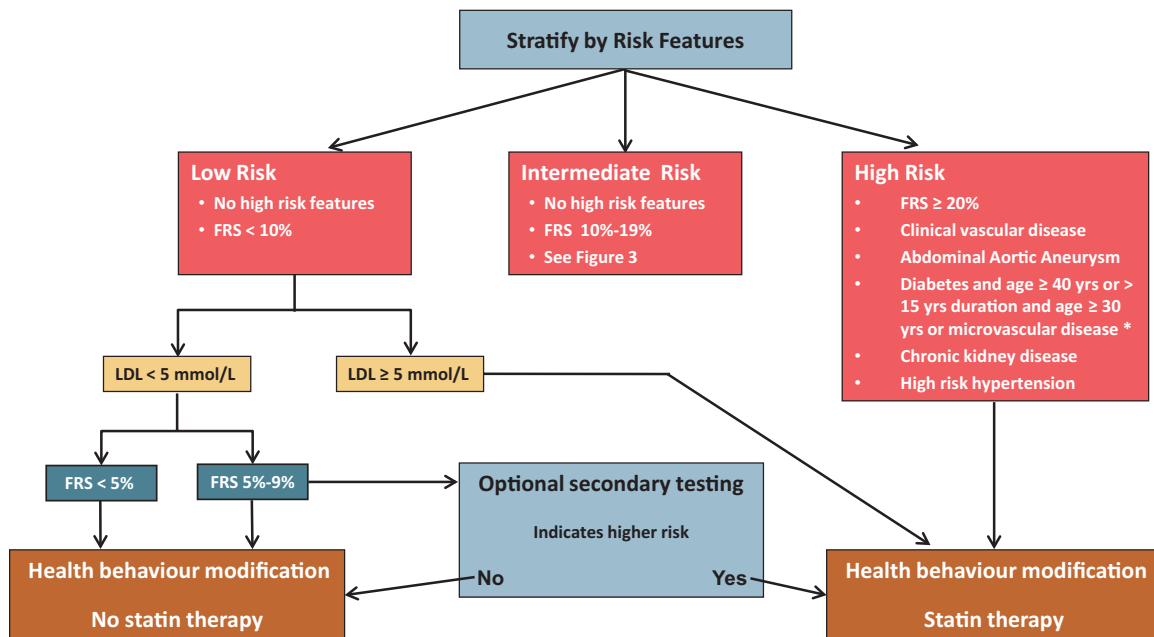 Stratify by Risk Features
Low Risk
• No high risk features
• FRS < 10%
Intermediate Risk
• No high risk features
• FRS 10%-19%
• See Figure 3
High Risk
• FRS ≥ 20%
• Clinical vascular disease
• Abdominal Aortic Aneurysm
• Diabetes and age ≥ 40 yrs or >
15 yrs duration and age ≥ 30
yrs or microvascular disease *
• Chronic kidney disease
• High risk hypertension
LDL < 5 mmol/L
LDL ≥ 5 mmol/L
FRS < 5%
FRS 5%-9%
Optional secondary testing
Indicates higher risk
No
Yes
Health behaviour modification
No statin therapy
Health behaviour modification
Statin therapy